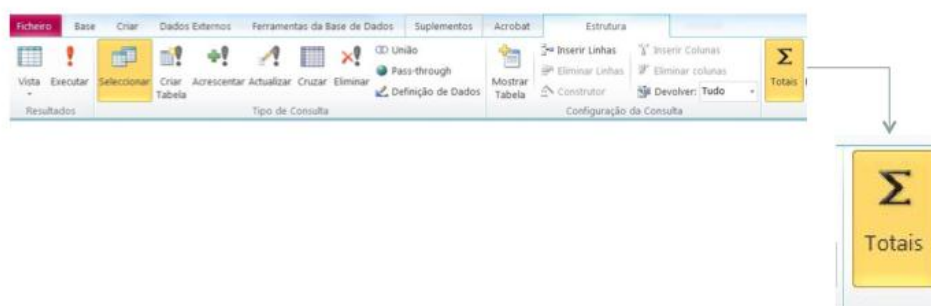 Ficheiro Base Criar Dados Externos Ferramentas da Base de Dados Suplementos Acrobat Estrutura
Vista
Executar
Seleccionar
Criar
Tabela
Acrescentar
Actualizar
Cruzar
Eliminar
União
Pass-through
Definição de Dados
Mostrar
Tabela
Inserir Linhas
Eliminar Linhas
Construtor
Inserir Colunas
Eliminar colunas
Devolver: Tudo
Σ
Totais
Resultados
Tipo de Consulta
Configuração da Consulta
Σ
Totais